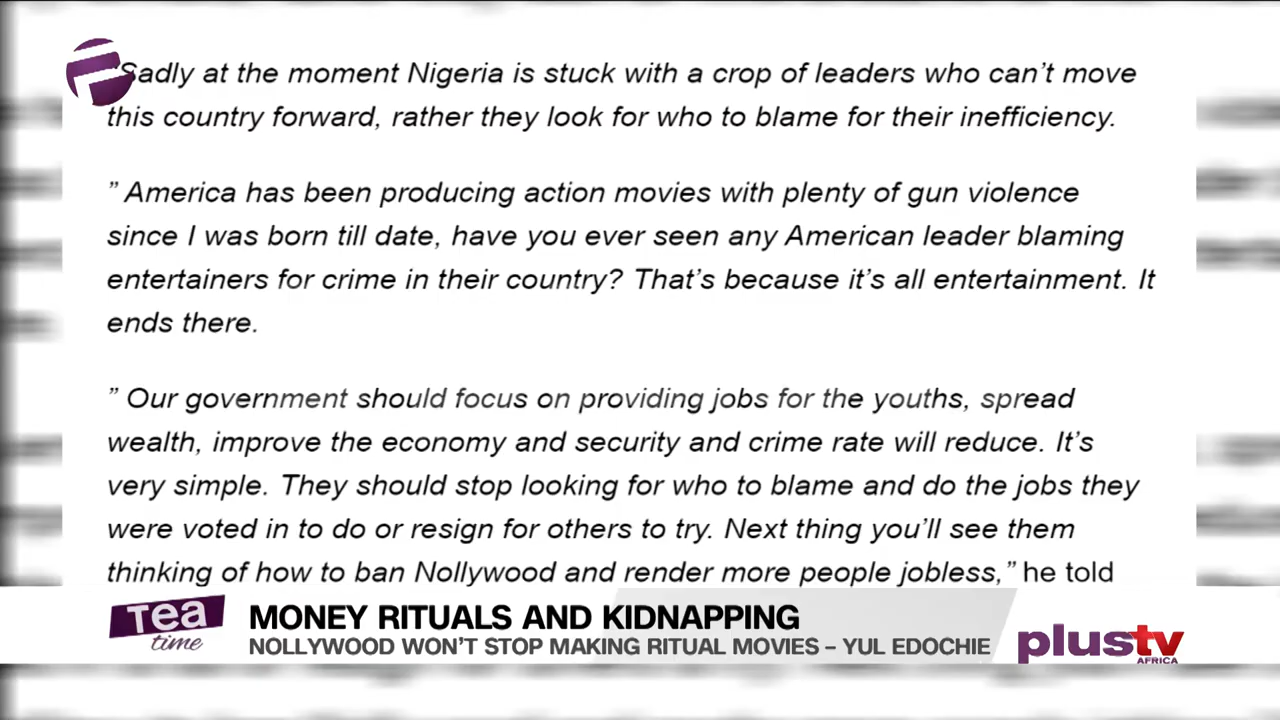 "Sadly at the moment Nigeria is stuck with a crop of leaders who can't move
this country forward, rather they look for who to blame for their inefficiency.
" America has been producing action movies with plenty of gun violence
since I was born till date, have you ever seen any American leader blaming
entertainers for crime in their country? That's because it's all entertainment. It
ends there.
" Our government should focus on providing jobs for the youths, spread
wealth, improve the economy and security and crime rate will reduce. It's
very simple. They should stop looking for who to blame and do the jobs they
were voted in to do or resign for others to try. Next thing you'll see them
thinking of how to ban Nollywood and render more people jobless," he told
Tea
time
MONEY RITUALS AND KIDNAPPING
NOLLYWOOD WON'T STOP MAKING RITUAL MOVIES – YUL EDOCHIE
plustv
AFRICA